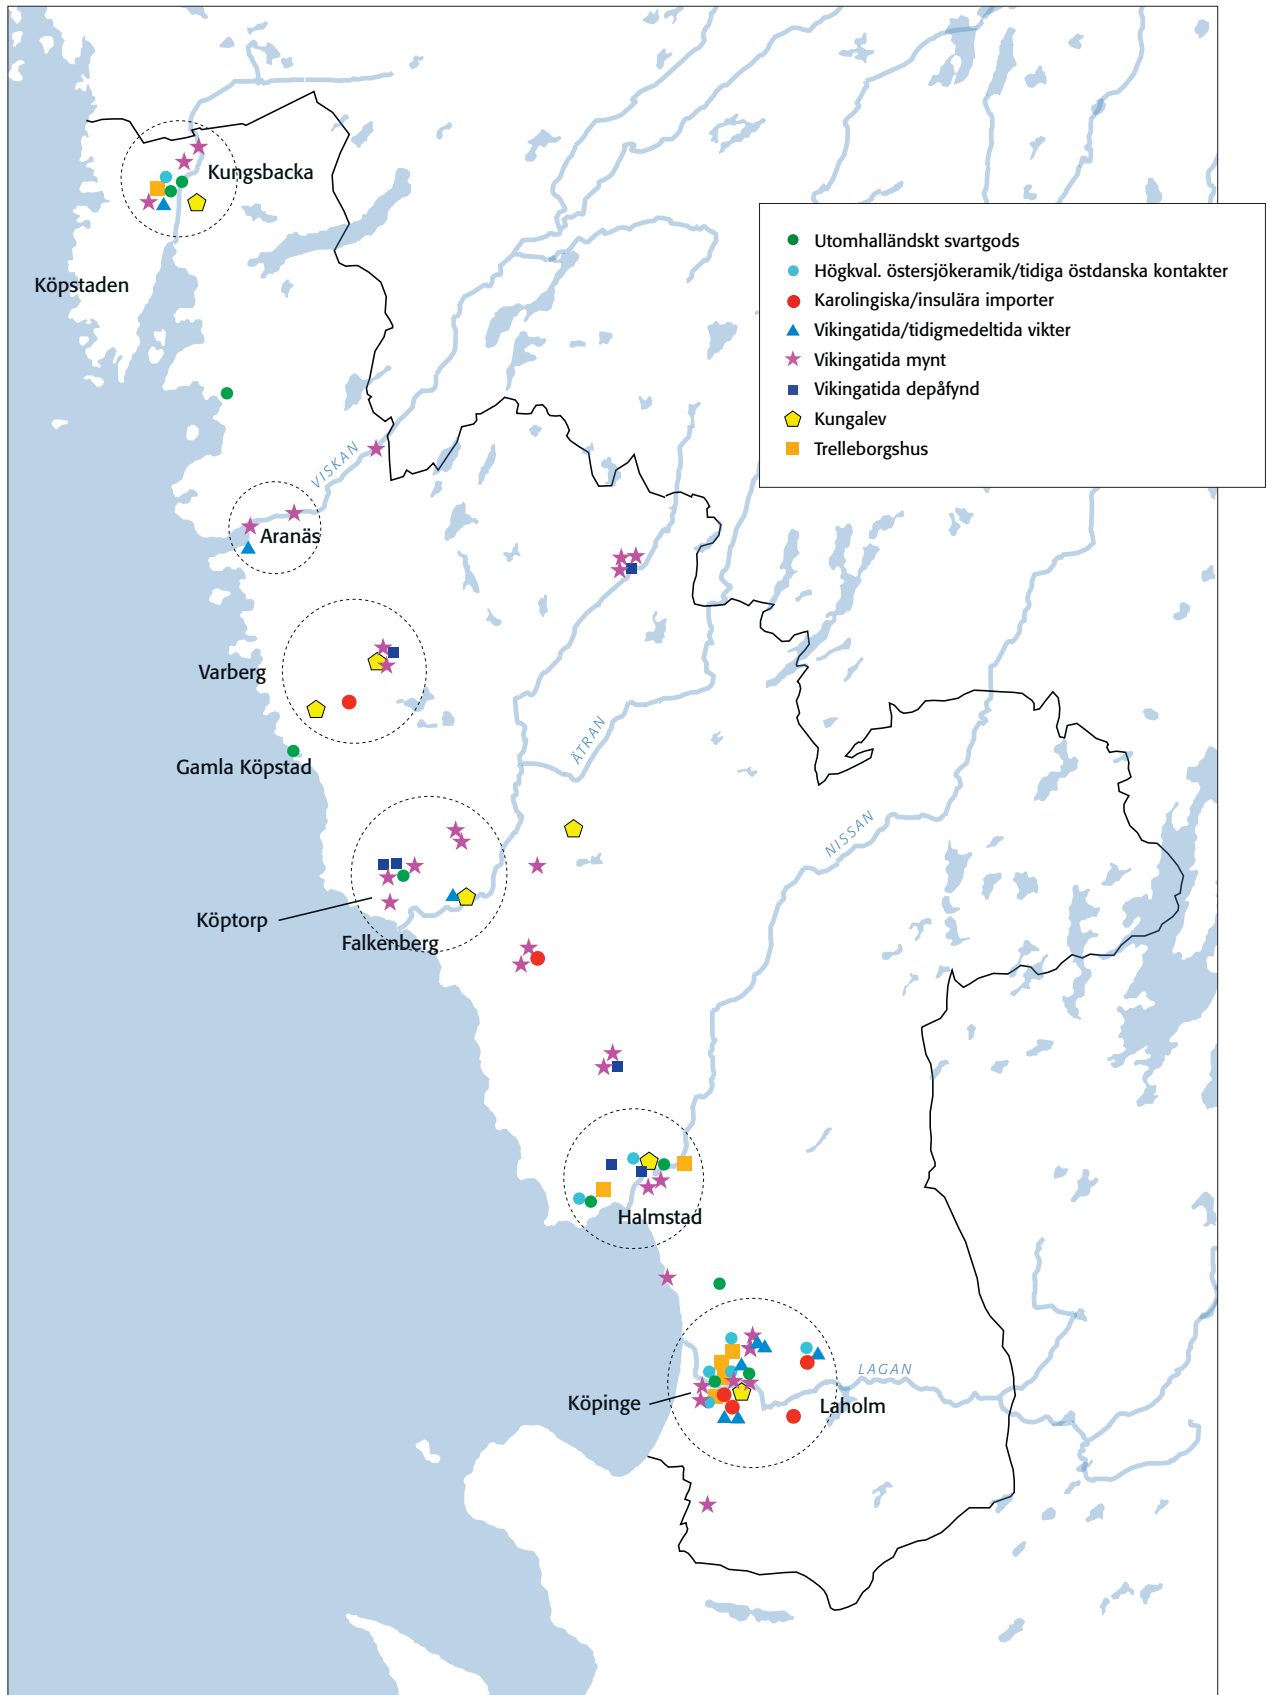 Kungsbacka
Köpstaden
Utomhalländskt svartgods
Högkval. östersjökeramik/tidiga östdanska kontakter
Karolingiska/insulära importer
Vikingatida/tidigmedeltida vikter
Vikingatida mynt
Vikingatida depåfynd
Kungalev
Trelleborgshus
VISKAN
Aranäs
Varberg
ÄTRAN
Gamla Köpstad
NISSAN
Köptorp
Falkenberg
Halmstad
LAGAN
Köpinge
Laholm